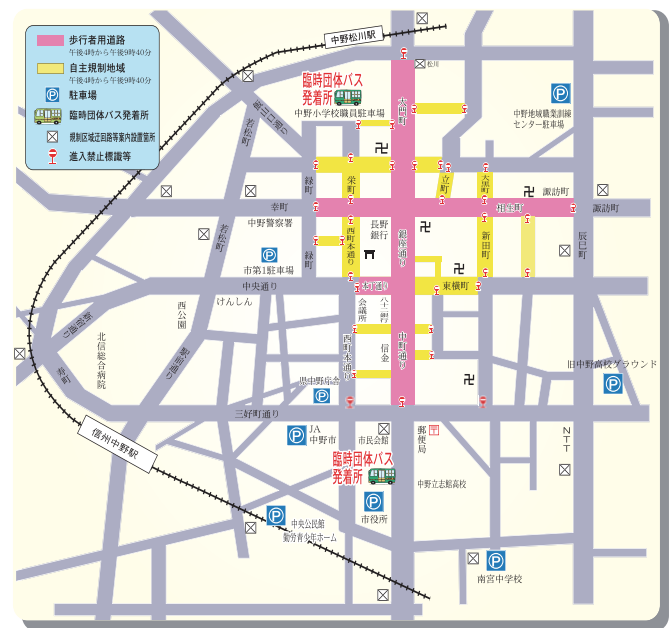 歩行者用道路
午後4時から午後9時40分
自主規制地域
午後4時から午後9時40分
駐車場
臨時団体バス発着所
規制区域迂回路等案内設置箇所
進入禁止標識等
中野松川駅
松川
臨時団体バス
発着所
中野小学校職員駐車場
大門町
中野地域職業訓練
センター駐車場
若松町
緑町
栄町
立町
大黒町
諏訪町
諏訪町
幸町
相生町
中野警察署
若松町
緑町
西町本通り
長野
銀行
銀座通り
新田町
辰巳町
市第1駐車場
中央通り
東横町
けんしん
西公園
会議所
八十二銀行
信金
中町通り
西町本通り
北信総合病院
寿町
駅前通り
旧中野高校グラウンド
三好町通り
信州中野駅
JA
中野市
市民会館
郵便局
〒
NTT
臨時団体バス
発着所
中野立志館高校
市役所
中央公民館
勤労青少年ホーム
南宮中学校